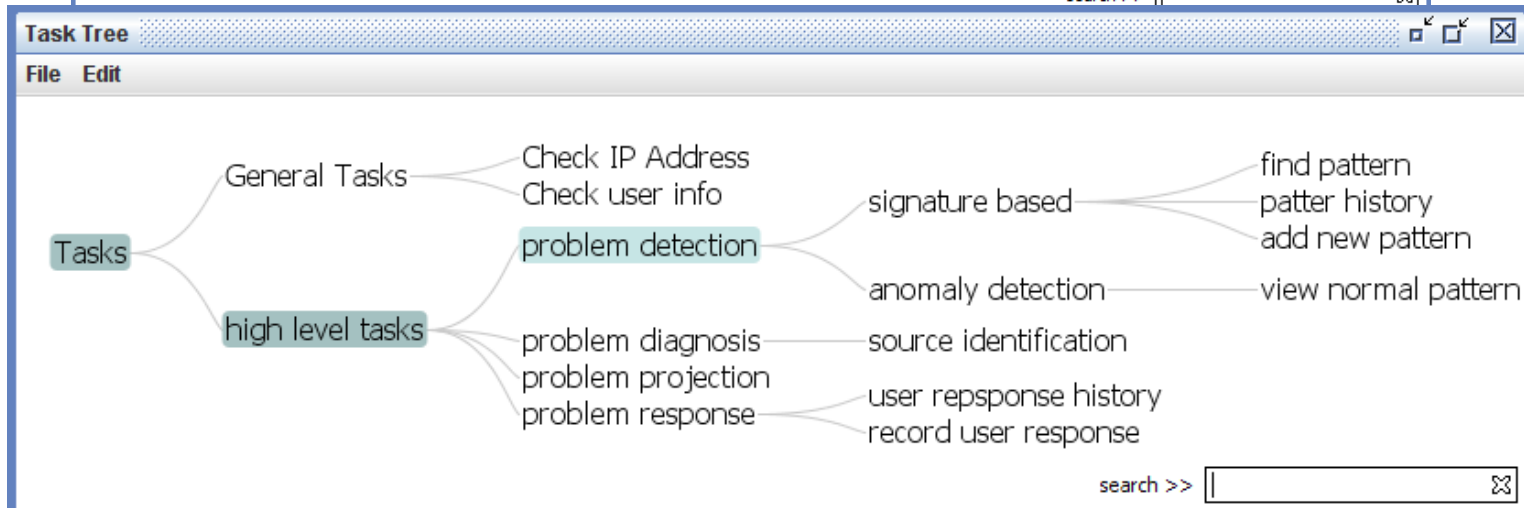 Task Tree
File Edit
Check IP Address
General Tasks
Check user info
find pattern
signature based
patter history
add new pattern
Tasks
problem detection
anomaly detection
view normal pattern
high level tasks
problem diagnosis
source identification
problem projection
user repsponse history
problem response
record user response
search >>